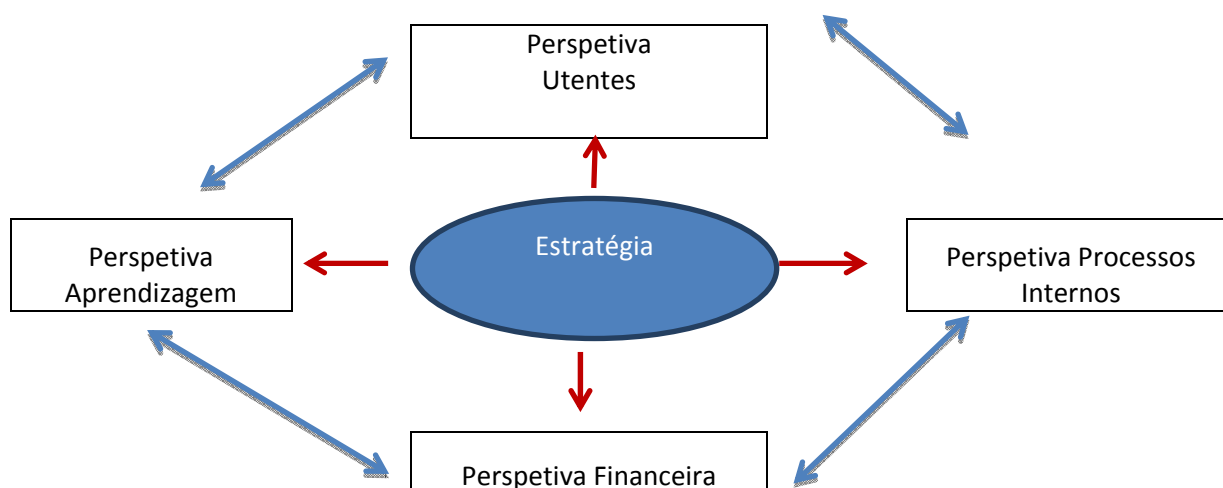 Perspetiva
Utentes
Estratégia
Perspetiva
Aprendizagem
Perspetiva Processos
Internos
Perspetiva Financeira